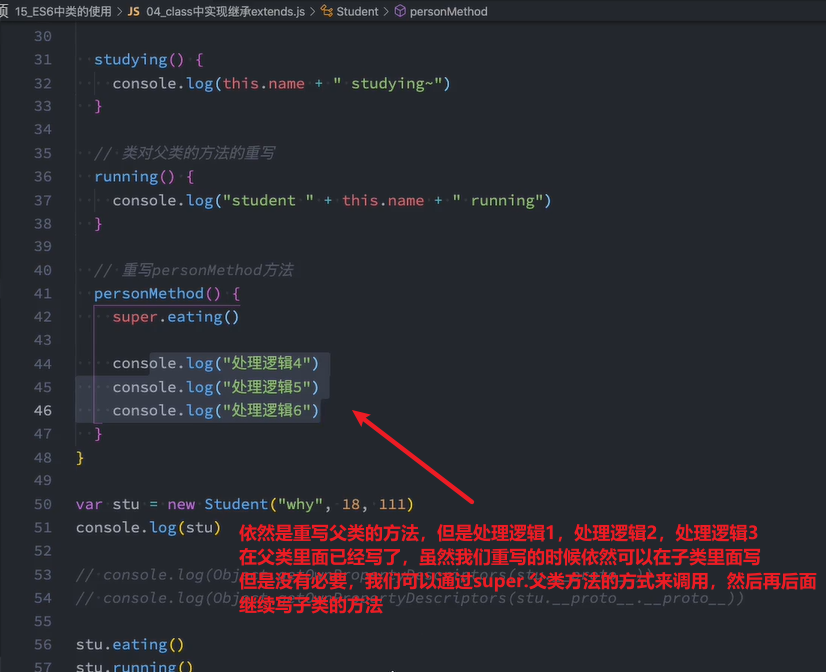 15_ES6中类的使用 > JS 04_class中实现继承extends.js > Student > personMethod
30
31 studying() {
32 console.log(this.name + " studying~")
33 }
34
35 // 类对父类的方法的重写
36 running() {
37 console.log("student " + this.name + " running")
38 }
39
40 // 重写personMethod方法
41 personMethod() {
42 super.eating()
43
44 console.log("处理逻辑4")
45 console.log("处理逻辑5")
46 console.log("处理逻辑6")
47 }
48 }
49
50 var stu = new Student("why", 18, 111)
51 console.log(stu)
依然是重写父类的方法，但是处理逻辑1，处理逻辑2，处理逻辑3
52
在父类里面已经写了，虽然我们重写的时候依然可以在子类里面写
53 // console.log(Object.getOwnPropertyDescriptors(stu.__proto__))
但是没有必要，我们可以通过super.父类方法的方式来调用，然后再后面
54 // console.log(Object.getOwnPropertyDescriptors(stu.__proto__.__proto__))
继续写子类的方法
55
56 stu.eating()
57 stu.running()